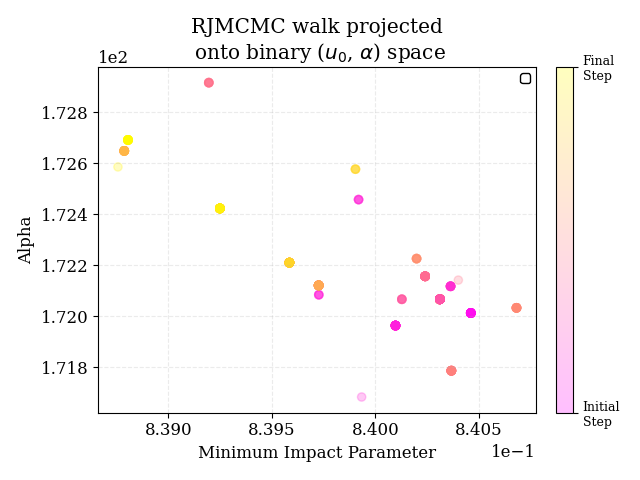 RJMCMC walk projected
onto binary (u₀, α) space
1e2
1.728
1.726
1.724
1.722
1.720
1.718
Alpha
8.390
8.395
8.400
8.405
1e−1
Minimum Impact Parameter
Final
Step
Initial
Step